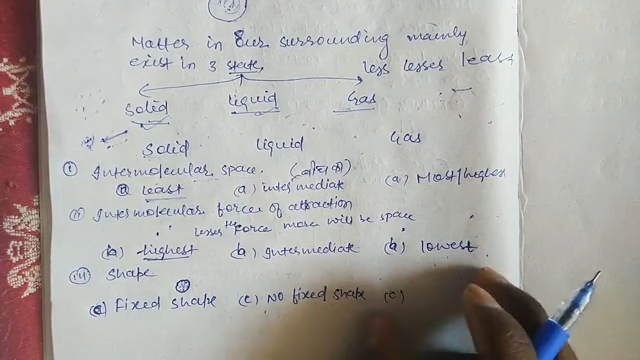 Matter in our surrounding mainly
exist in 3 state,
less lesses least
Solid Liquid Gas
Solid Liquid Gas
(i) Intermolecular space.
(a) least (a) intermediate (a) Most/highest
(ii) Intermolecular force of attraction
lesser the force more will be space
(b) highest (b) Intermediate (b) lowest
(iii) Shape
(c) Fixed Shape (c) No fixed shape (c)